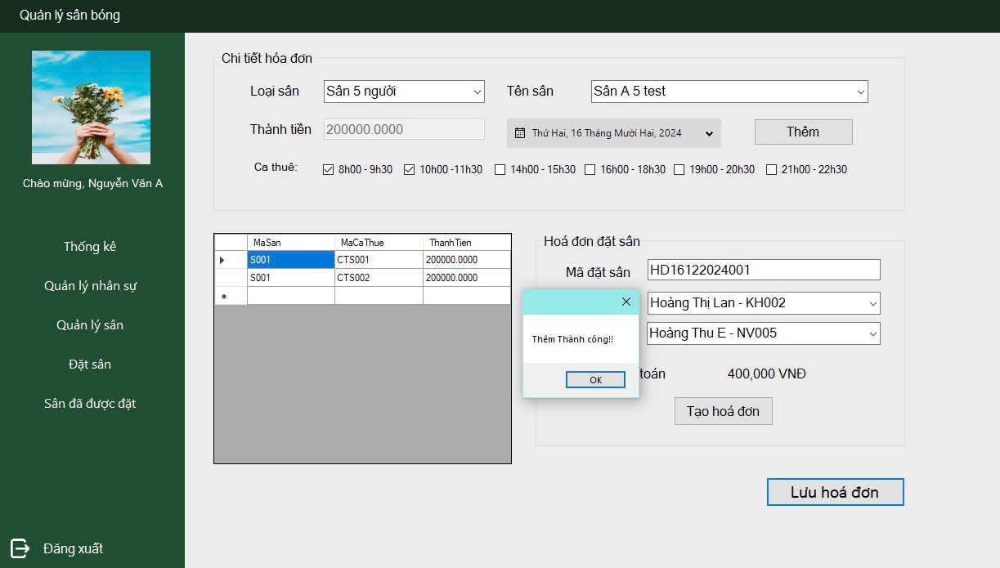 Quản lý sân bóng
Chào mừng, Nguyễn Văn A
Thống kê
Quản lý nhân sự
Quản lý sân
Đặt sân
Sân đã được đặt
Đăng xuất
Chi tiết hóa đơn
Loại sân Sân 5 người Tên sân Sân A 5 test
Thành tiền 200000.0000 Thứ Hai, 16 Tháng Mười Hai, 2024 Thêm
Ca thuê: 8h00 - 9h30 10h00 -11h30 14h00 - 15h30 16h00 - 18h30 19h00 - 20h30 21h00 - 22h30
MaSan MaCaThue ThanhTien
S001 CTS001 200000.0000
S001 CTS002 200000.0000
Hoá đơn đặt sân
Mã đặt sân HD16122024001
Hoàng Thị Lan - KH002
Hoàng Thu E - NV005
toán 400,000 VNĐ
Tạo hoá đơn
Thêm Thành công!!
OK
Lưu hoá đơn